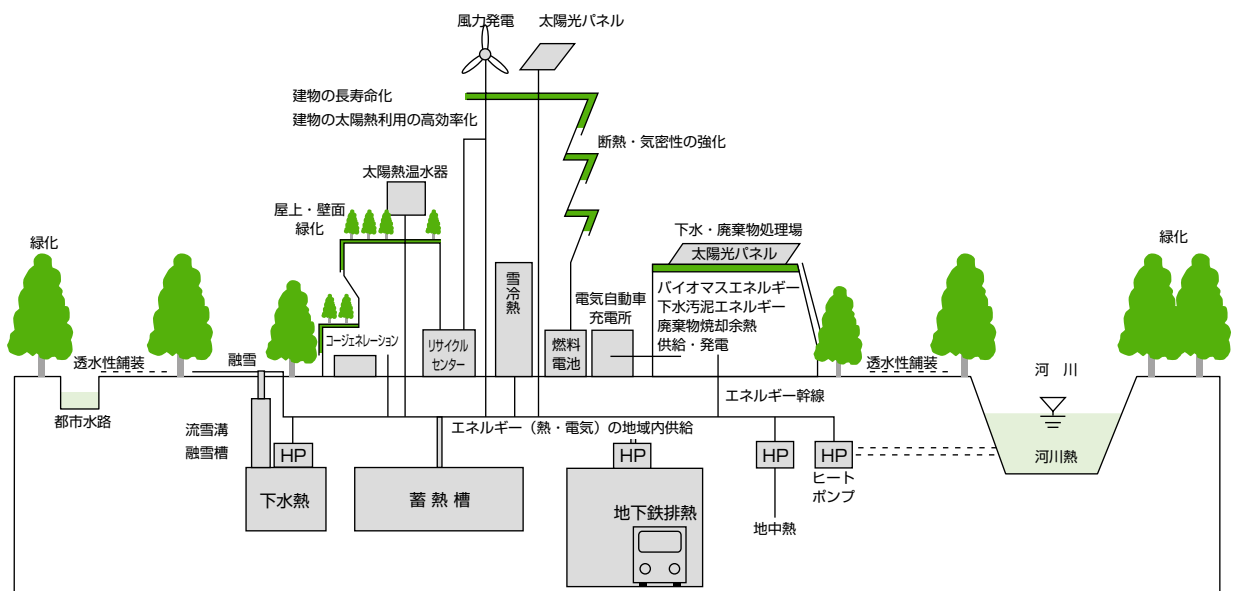 風力発電
太陽光パネル
建物の長寿命化
建物の太陽熱利用の高効率化
断熱・気密性の強化
太陽熱温水器
屋上・壁面
緑化
下水・廃棄物処理場
太陽光パネル
緑化
緑化
雪冷熱
電気自動車
充電所
バイオマスエネルギー
下水汚泥エネルギー
廃棄物焼却余熱
供給・発電
コージェネレーション
リサイクル
センター
燃料
電池
透水性舗装
融雪
透水性舗装
河 川
エネルギー幹線
都市水路
流雪溝
融雪槽
エネルギー（熱・電気）の地域内供給
HP
HP
HP
HP
ヒート
ポンプ
河川熱
下水熱
蓄熱槽
地下鉄排熱
地中熱